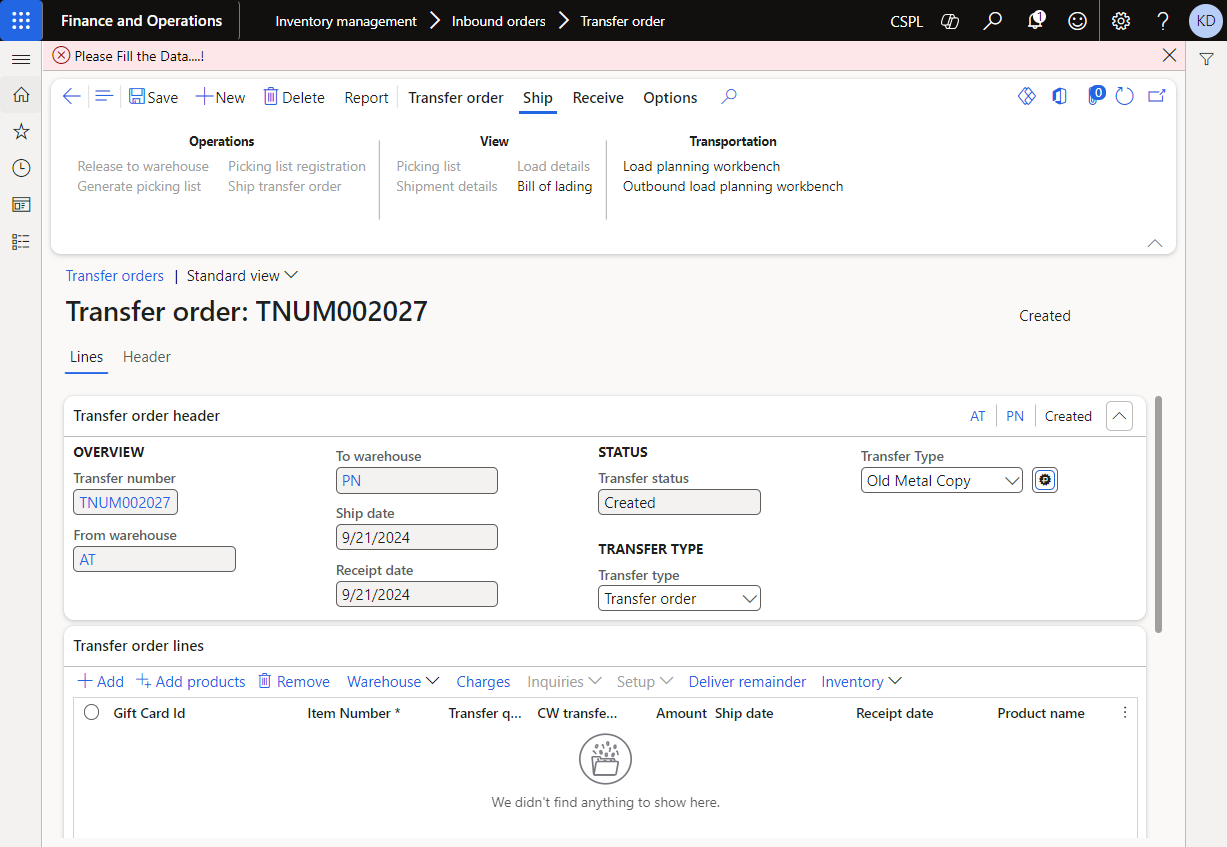 Finance and Operations
Inventory management
Inbound orders
Transfer order
CSPL
1
KD
Please Fill the Data....!
Save
New
Delete
Report
Transfer order
Ship
Receive
Options
0
Operations
Release to warehouse
Picking list registration
Generate picking list
Ship transfer order
View
Picking list
Load details
Shipment details
Bill of lading
Transportation
Load planning workbench
Outbound load planning workbench
Transfer orders | Standard view
Transfer order: TNUM002027
Created
Lines
Header
Transfer order header
AT
PN
Created
OVERVIEW
Transfer number
TNUM002027
From warehouse
AT
To warehouse
PN
Ship date
9/21/2024
Receipt date
9/21/2024
STATUS
Transfer status
Created
TRANSFER TYPE
Transfer type
Transfer order
Transfer Type
Old Metal Copy
Transfer order lines
Add
Add products
Remove
Warehouse
Charges
Inquiries
Setup
Deliver remainder
Inventory
Gift Card Id
Item Number *
Transfer q...
CW transfe...
Amount
Ship date
Receipt date
Product name
We didn't find anything to show here.